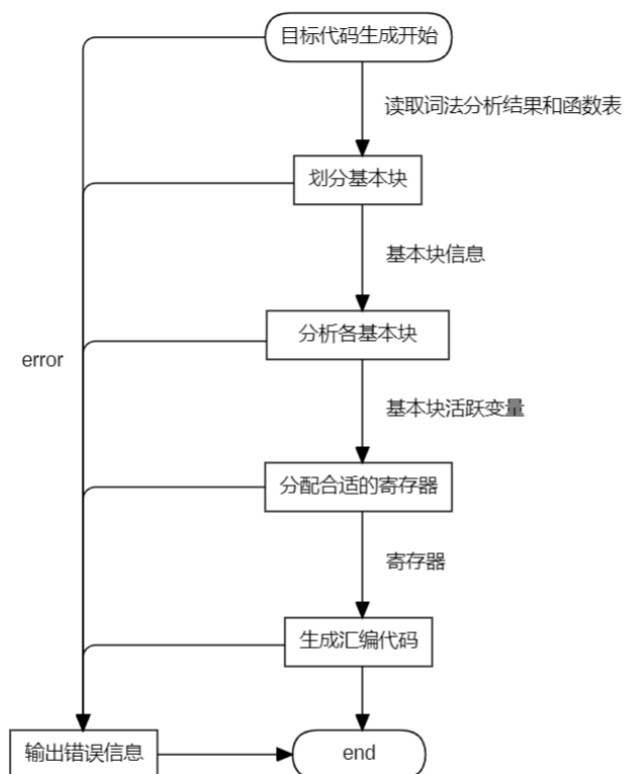 目标代码生成开始
读取词法分析结果和函数表
划分基本块
基本块信息
分析各基本块
error
基本块活跃变量
分配合适的寄存器
寄存器
生成汇编代码
输出错误信息
end